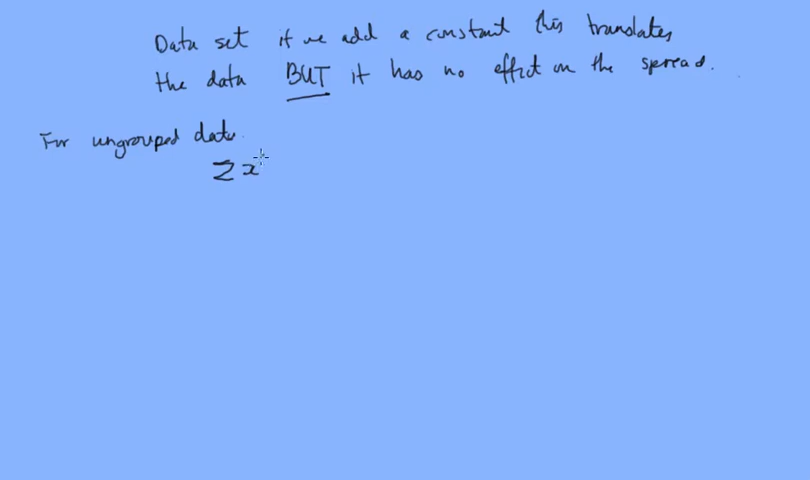 Data set if we add a constant this translates
the data BUT it has no effect on the spread.
For ungrouped data.
Σx